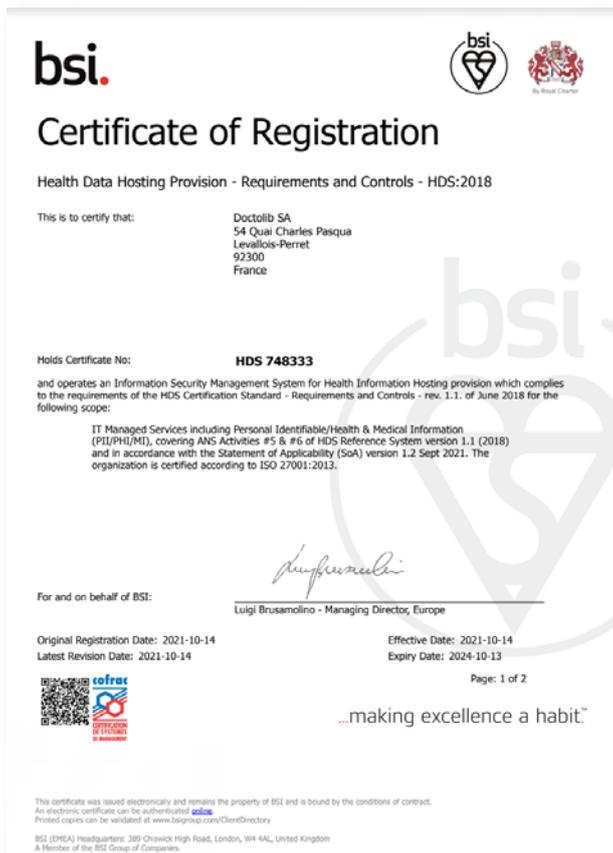 bsi.
bsi
By Royal Charter
Certificate of Registration
Health Data Hosting Provision - Requirements and Controls - HDS:2018
This is to certify that:
Doctolib SA
54 Quai Charles Pasqua
Levallois-Perret
92300
France
bsi
Holds Certificate No:
HDS 748333
and operates an Information Security Management System for Health Information Hosting provision which complies
to the requirements of the HDS Certification Standard - Requirements and Controls - rev. 1.1. of June 2018 for the
following scope:
IT Managed Services including Personal Identifiable/Health & Medical Information
(PII/PHI/MI), covering ANS Activities #5 & #6 of HDS Reference System version 1.1 (2018)
and in accordance with the Statement of Applicability (SoA) version 1.2 Sept 2021. The
organization is certified according to ISO 27001:2013.
For and on behalf of BSI:
Luigi Brusamolino - Managing Director, Europe
Original Registration Date: 2021-10-14
Effective Date: 2021-10-14
Latest Revision Date: 2021-10-14
Expiry Date: 2024-10-13
Page: 1 of 2
cofrac
CERTIFICATION
DE SYSTEMES
DE MANAGEMENT
...making excellence a habit.™
This certificate was issued electronically and remains the property of BSI and is bound by the conditions of contract.
An electronic certificate can be authenticated online.
Printed copies can be validated at www.bsigroup.com/ClientDirectory
BSI (EMEA) Headquarters: 389 Chiswick High Road, London, W4 4AL, United Kingdom
A Member of the BSI Group of Companies.